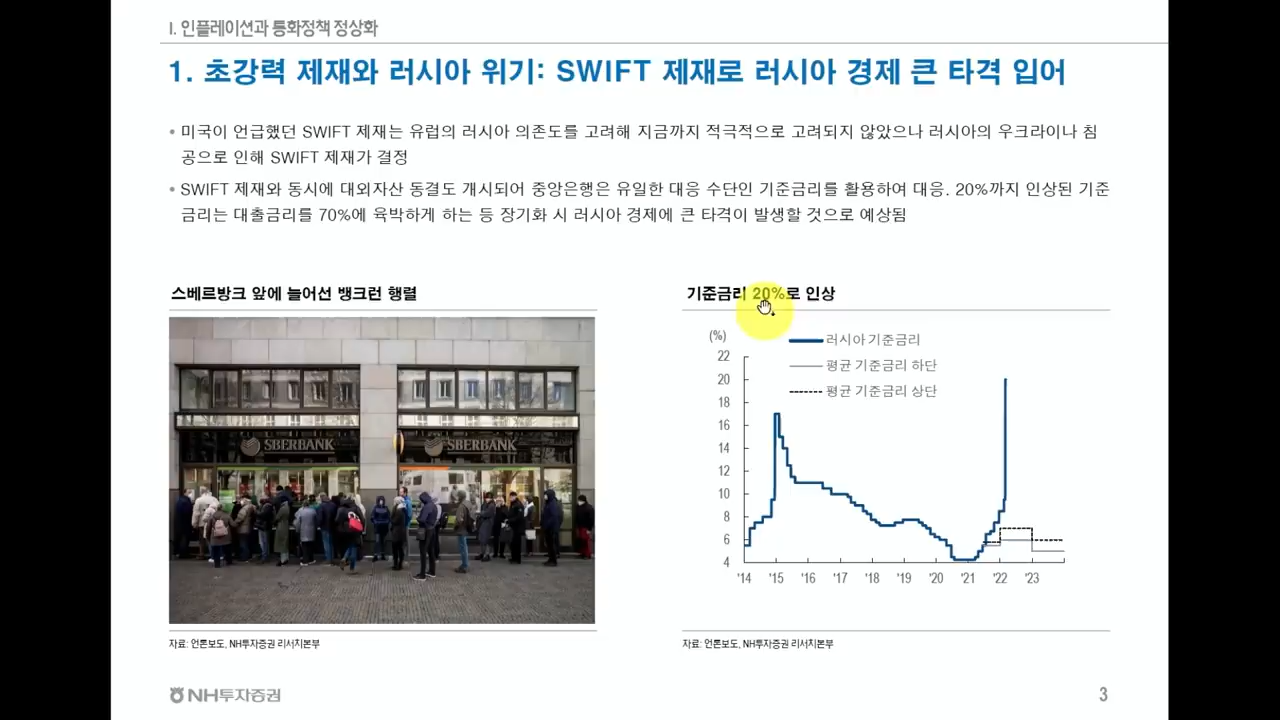 I. 인플레이션과 통화정책 정상화
1. 초강력 제재와 러시아 위기: SWIFT 제재로 러시아 경제 큰 타격 입어
• 미국이 언급했던 SWIFT 제재는 유럽의 러시아 의존도를 고려해 지금까지 적극적으로 고려되지 않았으나 러시아의 우크라이나 침
공으로 인해 SWIFT 제재가 결정
• SWIFT 제재와 동시에 대외자산 동결도 개시되어 중앙은행은 유일한 대응 수단인 기준금리를 활용하여 대응. 20%까지 인상된 기준
금리는 대출금리를 70%에 육박하게 하는 등 장기화 시 러시아 경제에 큰 타격이 발생할 것으로 예상됨
스베르방크 앞에 늘어선 뱅크런 행렬
SBERBANK
SBERBANK
자료: 언론보도, NH투자증권 리서치본부
기준금리 20%로 인상
(%)
러시아 기준금리
평균 기준금리 하단
평균 기준금리 상단
22
20
18
16
14
12
10
8
6
4
'14 '15 '16 '17 '18 '19 '20 '21 '22 '23
자료: 언론보도, NH투자증권 리서치본부
NH투자증권
3